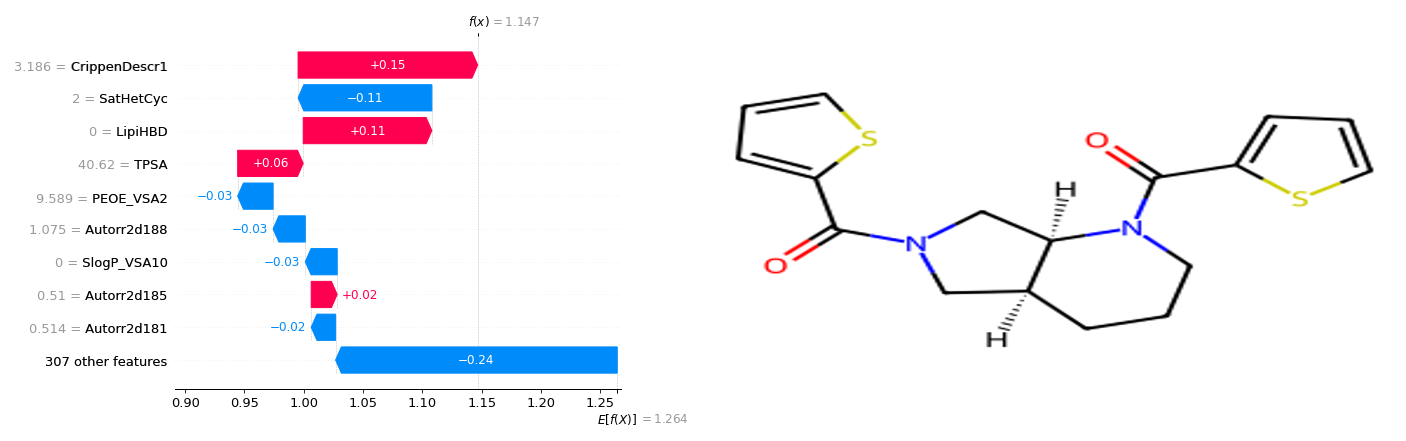 f(x) = 1.147
3.186 = CrippenDescr1
+0.15
2 = SatHetCyc
−0.11
0 = LipiHBD
+0.11
40.62 = TPSA
+0.06
9.589 = PEOE_VSA2
−0.03
1.075 = Autorr2d188
−0.03
0 = SlogP_VSA10
−0.03
0.51 = Autorr2d185
+0.02
0.514 = Autorr2d181
−0.02
307 other features
−0.24
0.90 0.95 1.00 1.05 1.10 1.15 1.20 1.25
E[f(X)] = 1.264
S
O
H
S
N
N
O
H